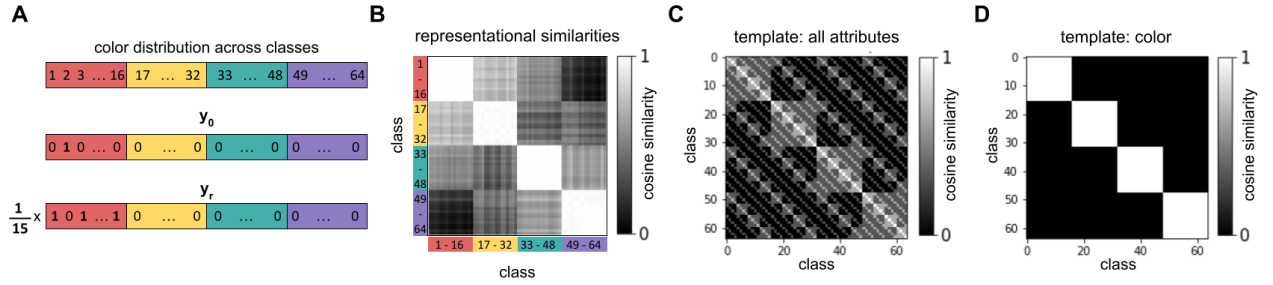 A
color distribution across classes
1 2 3 ... 16 17 ... 32 33 ... 48 49 ... 64
y0
0 1 0 ... 0 0 ... 0 0 ... 0 0 ... 0
yr
1/15 x 1 0 1 ... 1 0 ... 0 0 ... 0 0 ... 0
B
representational similarities
class
1 - 16
17 - 32
33 - 48
49 - 64
1 - 16 17 - 32 33 - 48 49 - 64
class
1
cosine similarity
0
C
template: all attributes
class
0
10
20
30
40
50
60
0 20 40 60
class
1
cosine similarity
0
D
template: color
class
0
10
20
30
40
50
60
0 20 40 60
class
1
cosine similarity
0